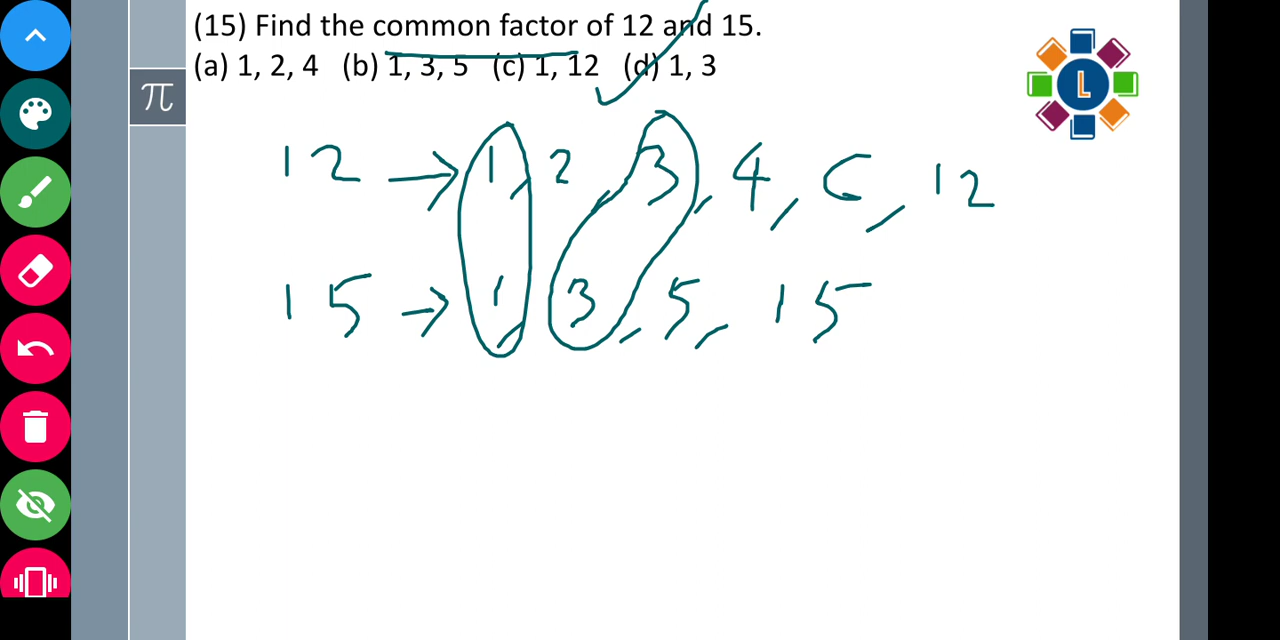 (15) Find the common factor of 12 and 15.
(a) 1, 2, 4 (b) 1, 3, 5 (c) 1, 12 (d) 1, 3
π
L
12 → 1, 2, 3, 4, 6, 12
15 → 1, 3, 5, 15